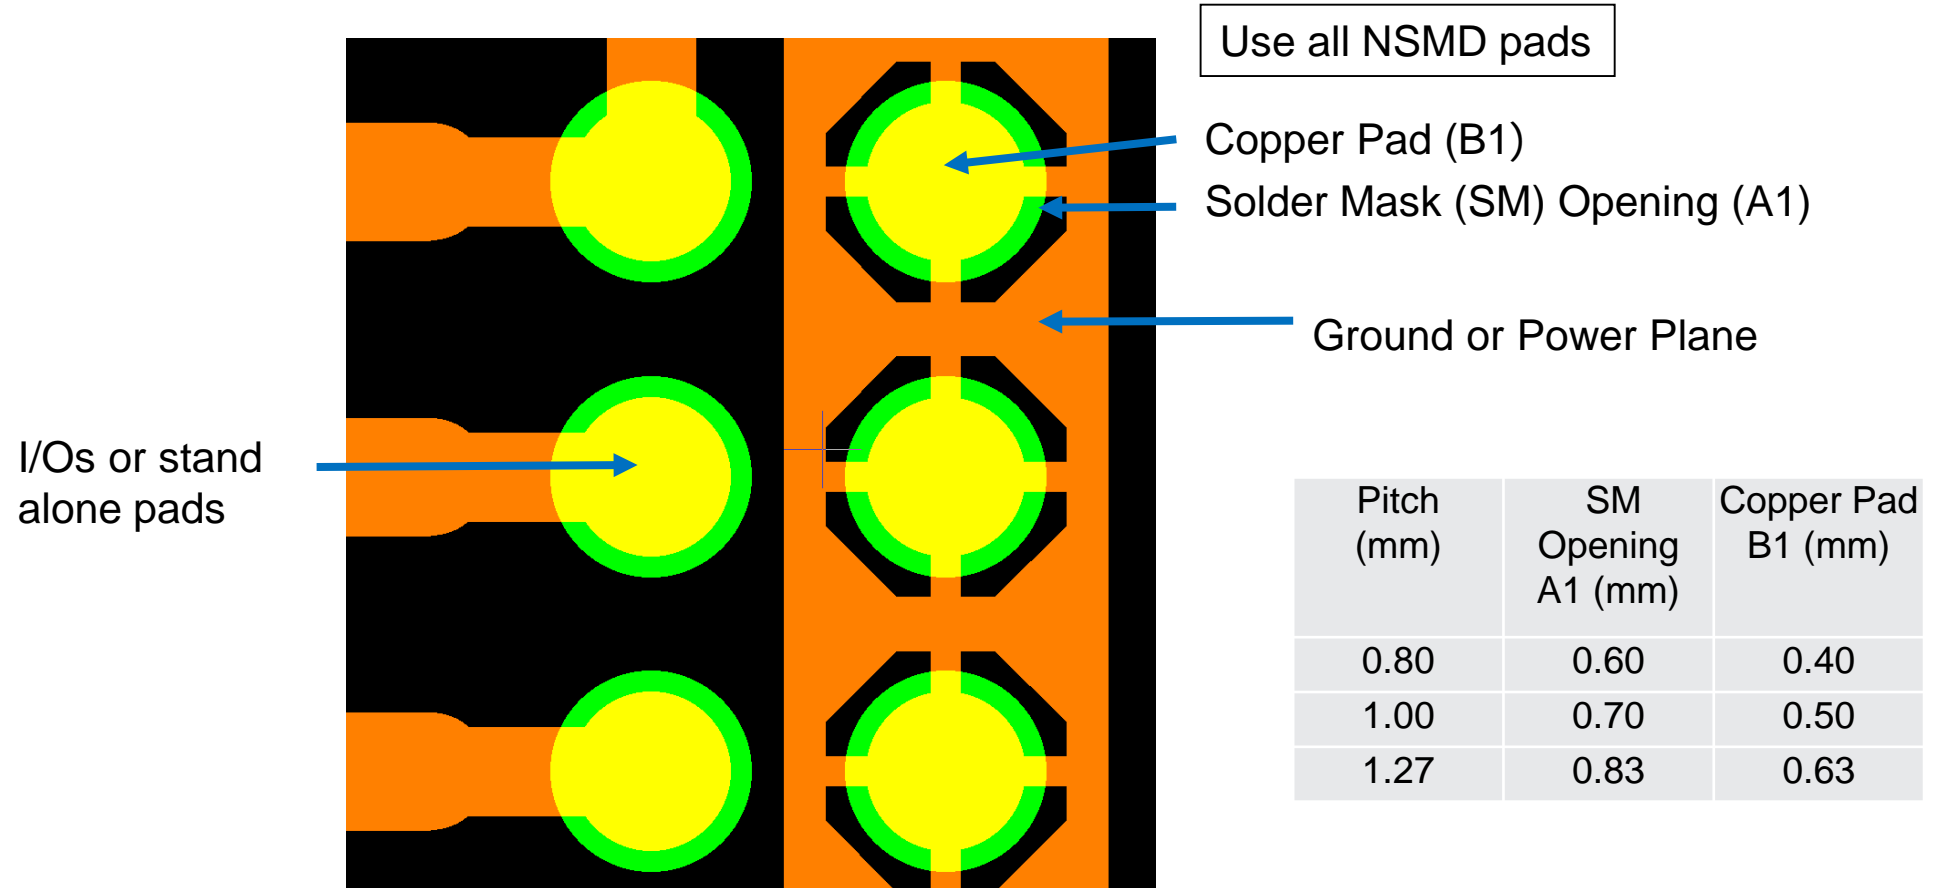 Use all NSMD pads
Copper Pad (B1)
Solder Mask (SM) Opening (A1)
Ground or Power Plane
I/Os or stand
alone pads
Pitch
(mm)
SM
Opening
A1 (mm)
Copper Pad
B1 (mm)
0.80 0.60 0.40
1.00 0.70 0.50
1.27 0.83 0.63